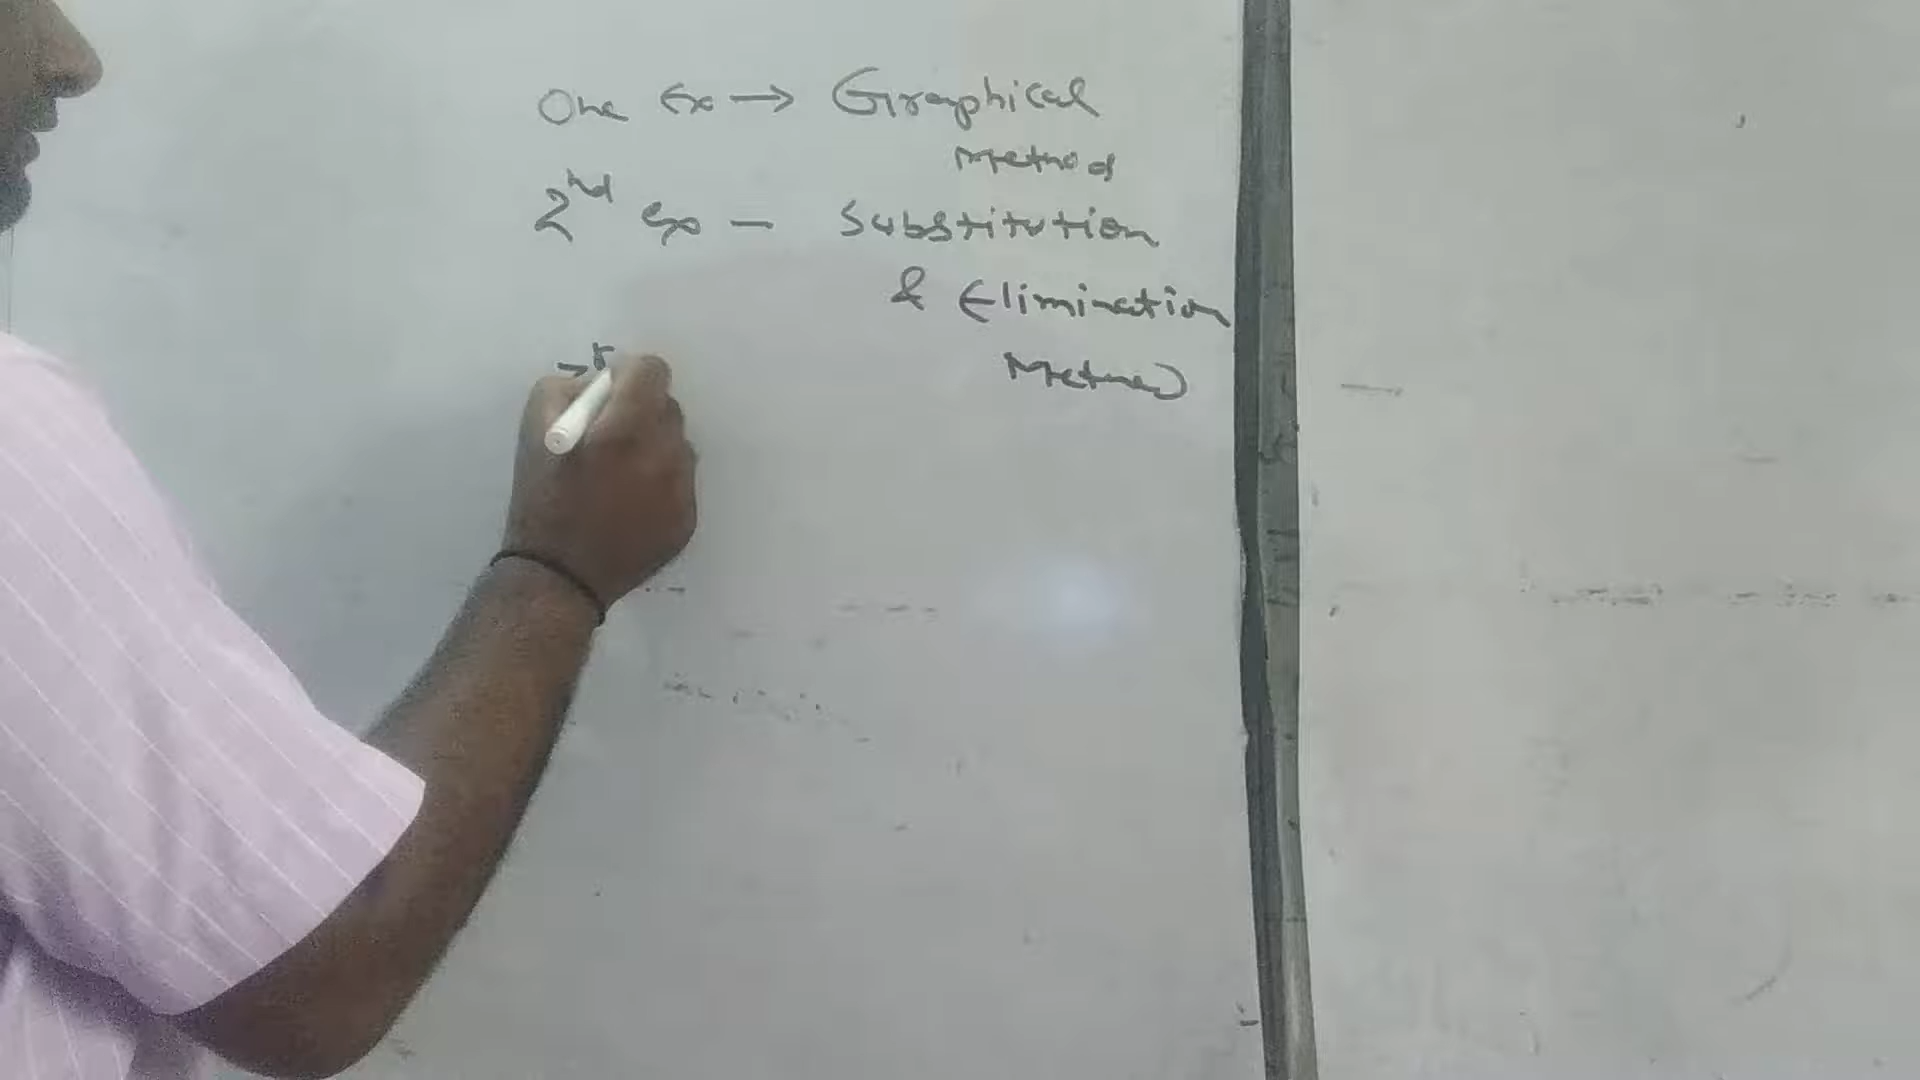 One Ex → Graphical
Method
2nd Ex — Substitution
& Elimination
Method